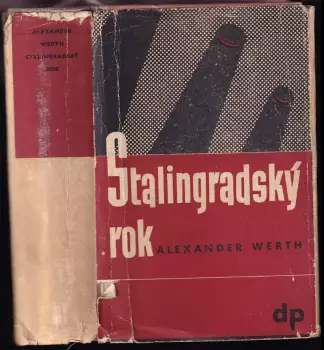 ALEXANDER
WERTH
STALINGRADSKÝ
ROK
Stalingradský
rok
ALEXANDER WERTH
dp